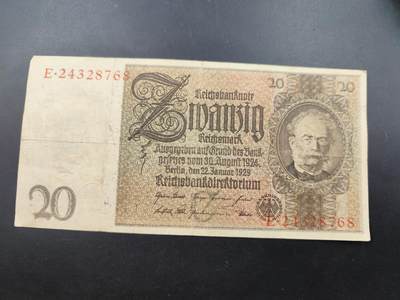 E·24328768
Reichsbanknote
20
20
Zwanzig
Reichsmark
Ausgegeben auf Grund des Bank-
gesetzes vom 30. August 1924
Berlin, den 22. Januar 1929
Reichsbankdirektorium
20
E·24328768